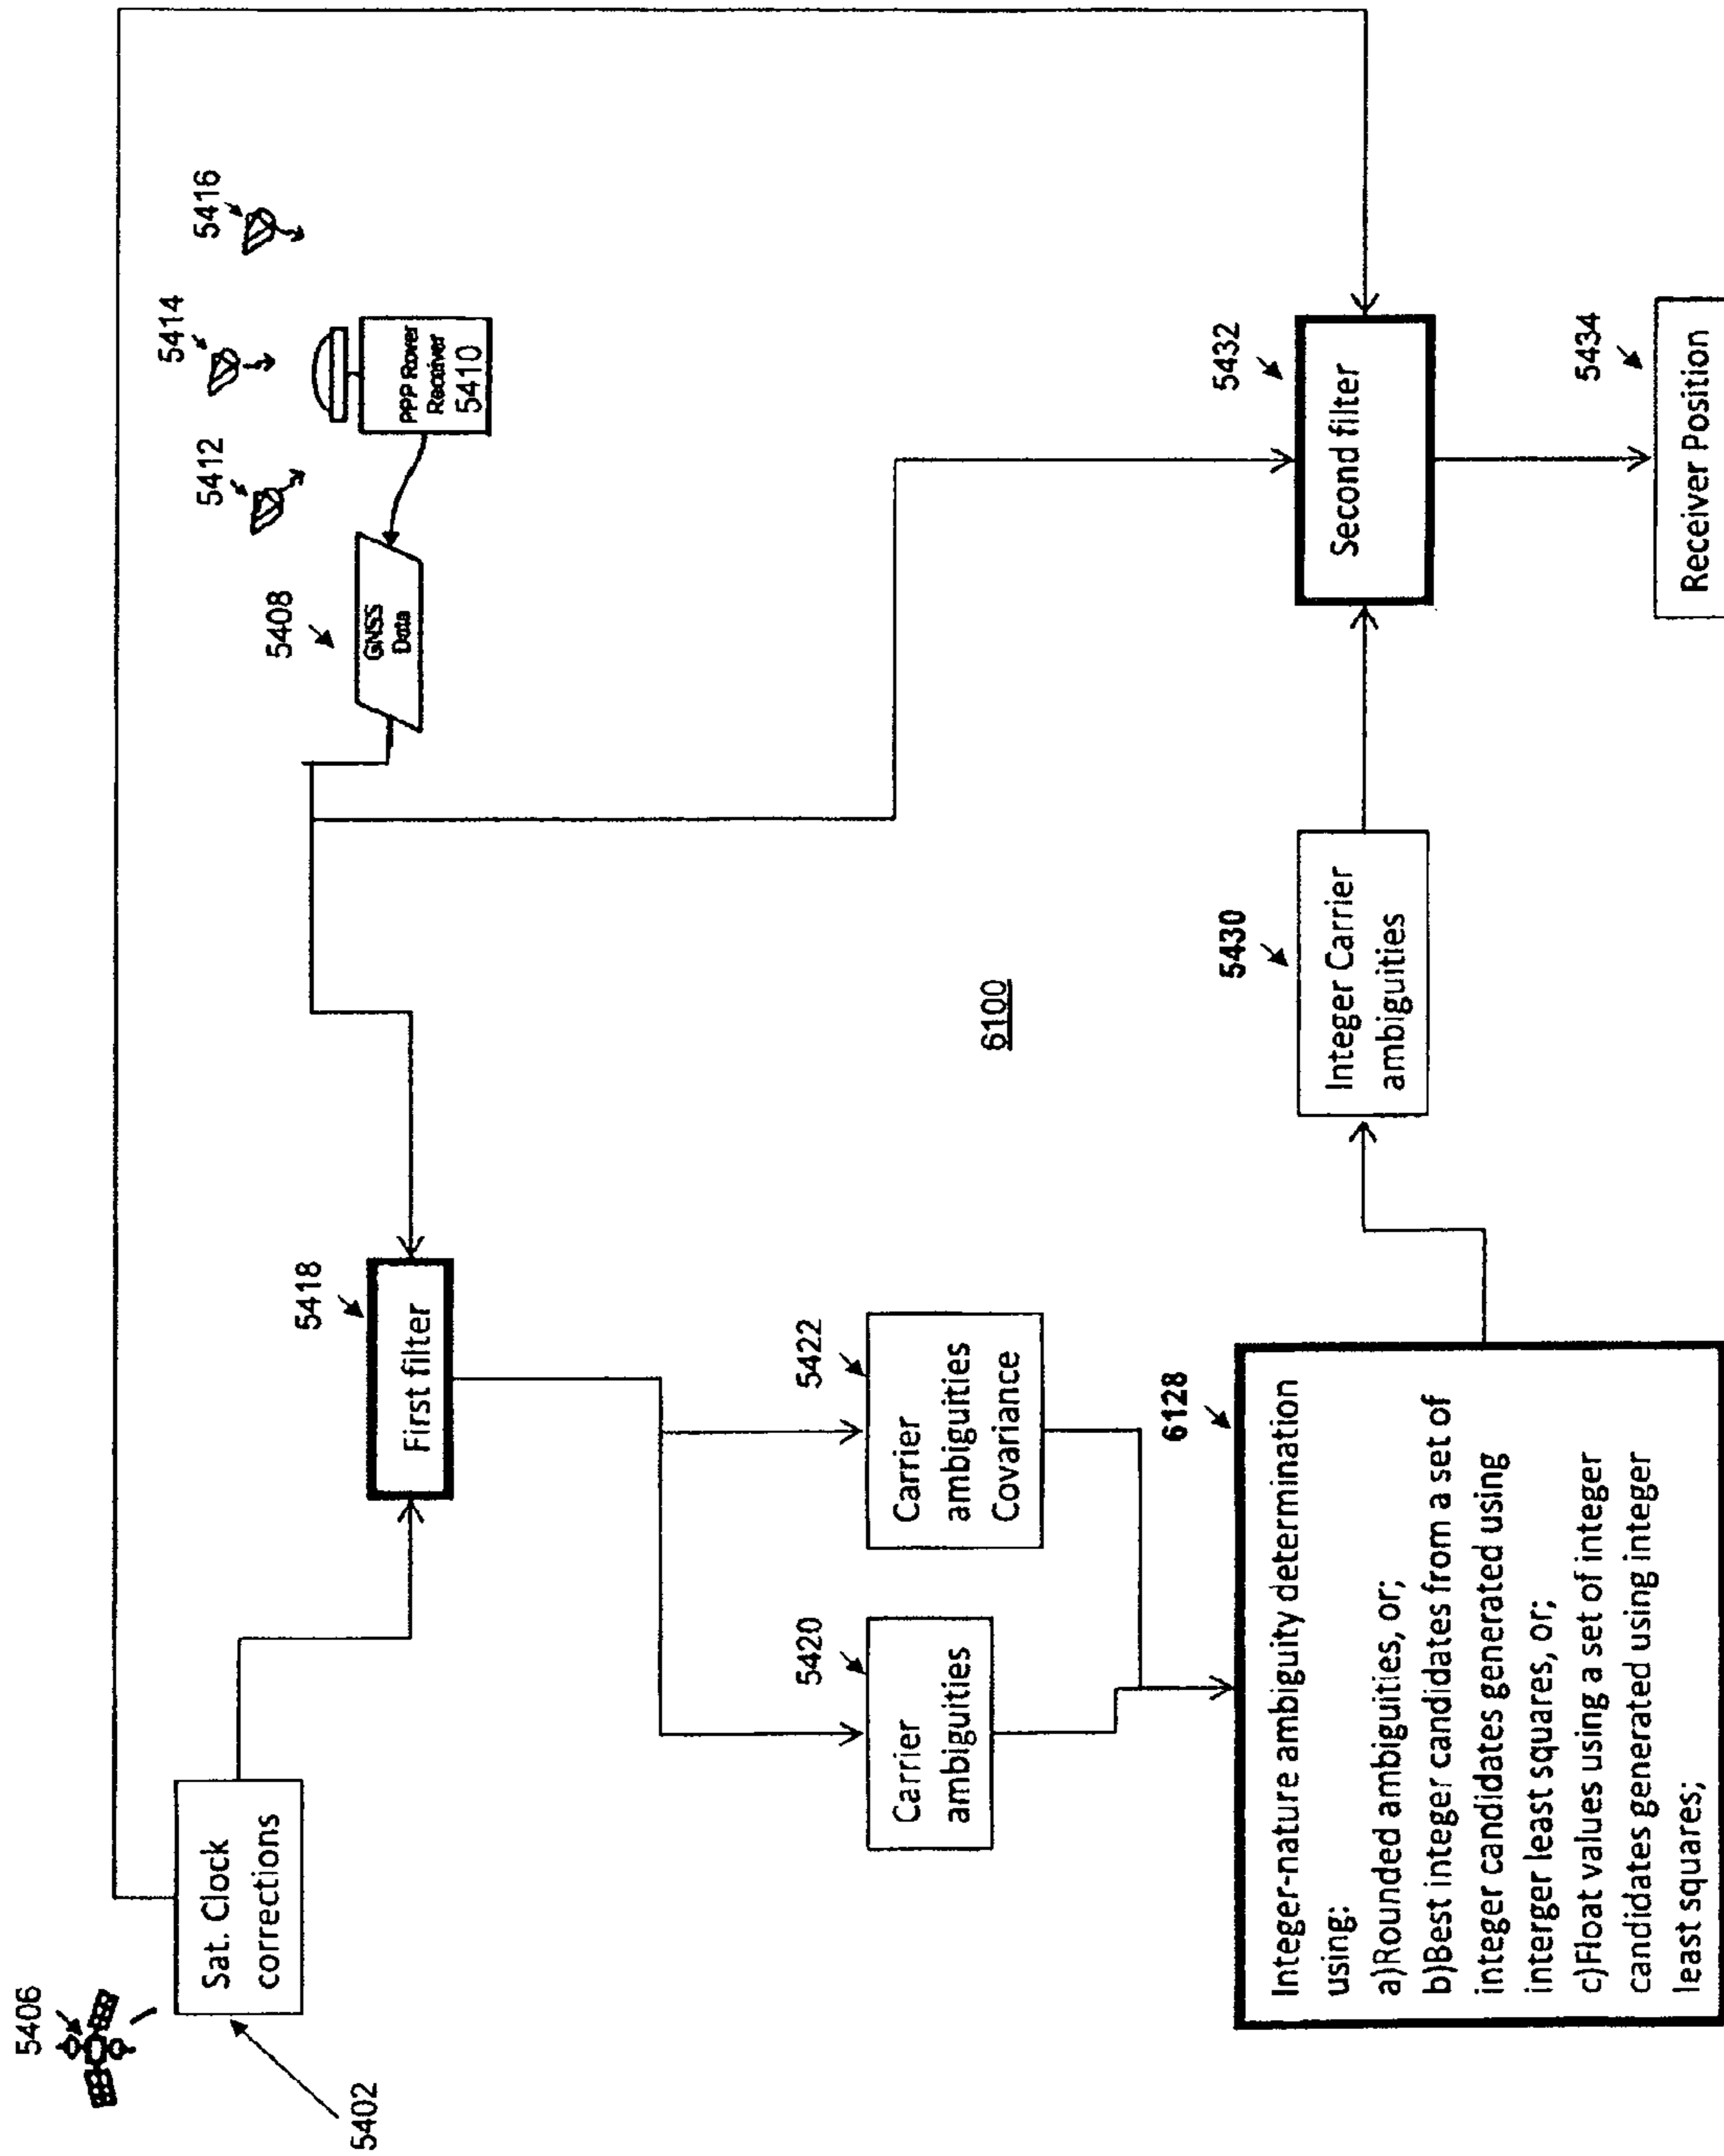 5406
5402
Sat. Clock
corrections
5418
First filter
5408
GNSS
Data
5412
5414
5416
PPP Rover
Receiver
5410
5420
Carrier
ambiguities
5422
Carrier
ambiguities
Covariance
6100
6128
Integer-nature ambiguity determination
using:
a)Rounded ambiguities, or;
b)Best integer candidates from a set of
integer candidates generated using
interger least squares, or;
c)Float values using a set of integer
candidates generated using integer
least squares;
5430
Integer Carrier
ambiguities
5432
Second filter
5434
Receiver Position